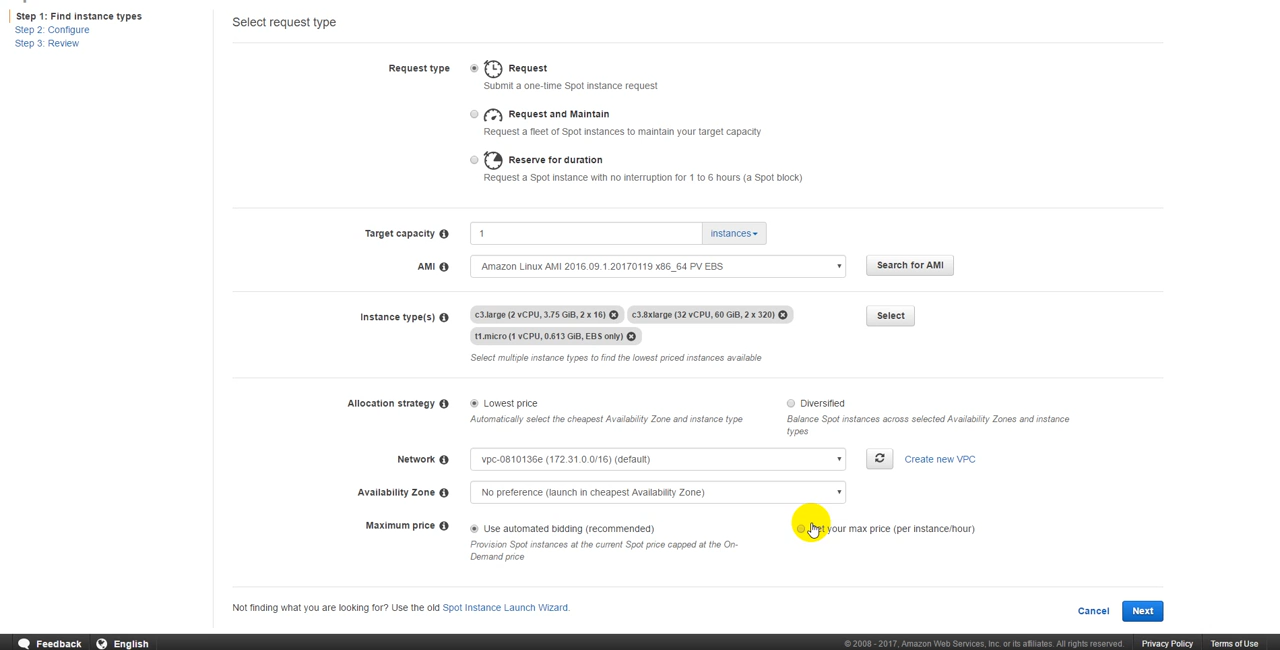 Step 1: Find instance types
Step 2: Configure
Step 3: Review
Select request type
Request type
Request
Submit a one-time Spot instance request
Request and Maintain
Request a fleet of Spot instances to maintain your target capacity
Reserve for duration
Request a Spot instance with no interruption for 1 to 6 hours (a Spot block)
Target capacity
1
instances
AMI
Amazon Linux AMI 2016.09.1.20170119 x86_64 PV EBS
Search for AMI
Instance type(s)
c3.large (2 vCPU, 3.75 GiB, 2 x 16)
c3.8xlarge (32 vCPU, 60 GiB, 2 x 320)
t1.micro (1 vCPU, 0.613 GiB, EBS only)
Select
Select multiple instance types to find the lowest priced instances available
Allocation strategy
Lowest price
Automatically select the cheapest Availability Zone and instance type
Diversified
Balance Spot instances across selected Availability Zones and instance
types
Network
vpc-0810136e (172.31.0.0/16) (default)
Create new VPC
Availability Zone
No preference (launch in cheapest Availability Zone)
Maximum price
Use automated bidding (recommended)
Provision Spot instances at the current Spot price capped at the On-
Demand price
your max price (per instance/hour)
Not finding what you are looking for? Use the old Spot Instance Launch Wizard.
Cancel
Next
Feedback
English
© 2008 - 2017, Amazon Web Services, Inc. or its affiliates. All rights reserved.
Privacy Policy
Terms of Use